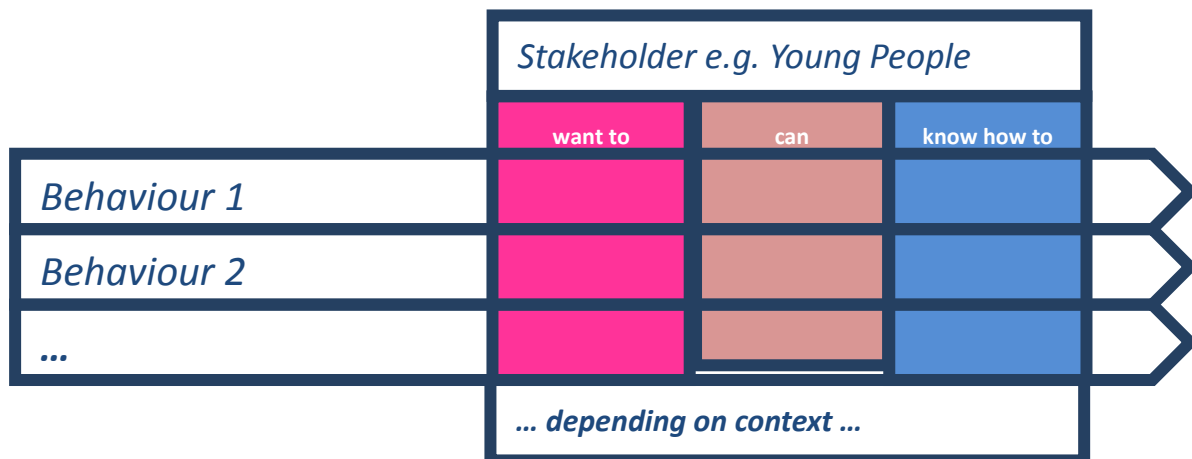 Stakeholder e.g. Young People
want to can know how to
Behaviour 1
Behaviour 2
...
... depending on context ...